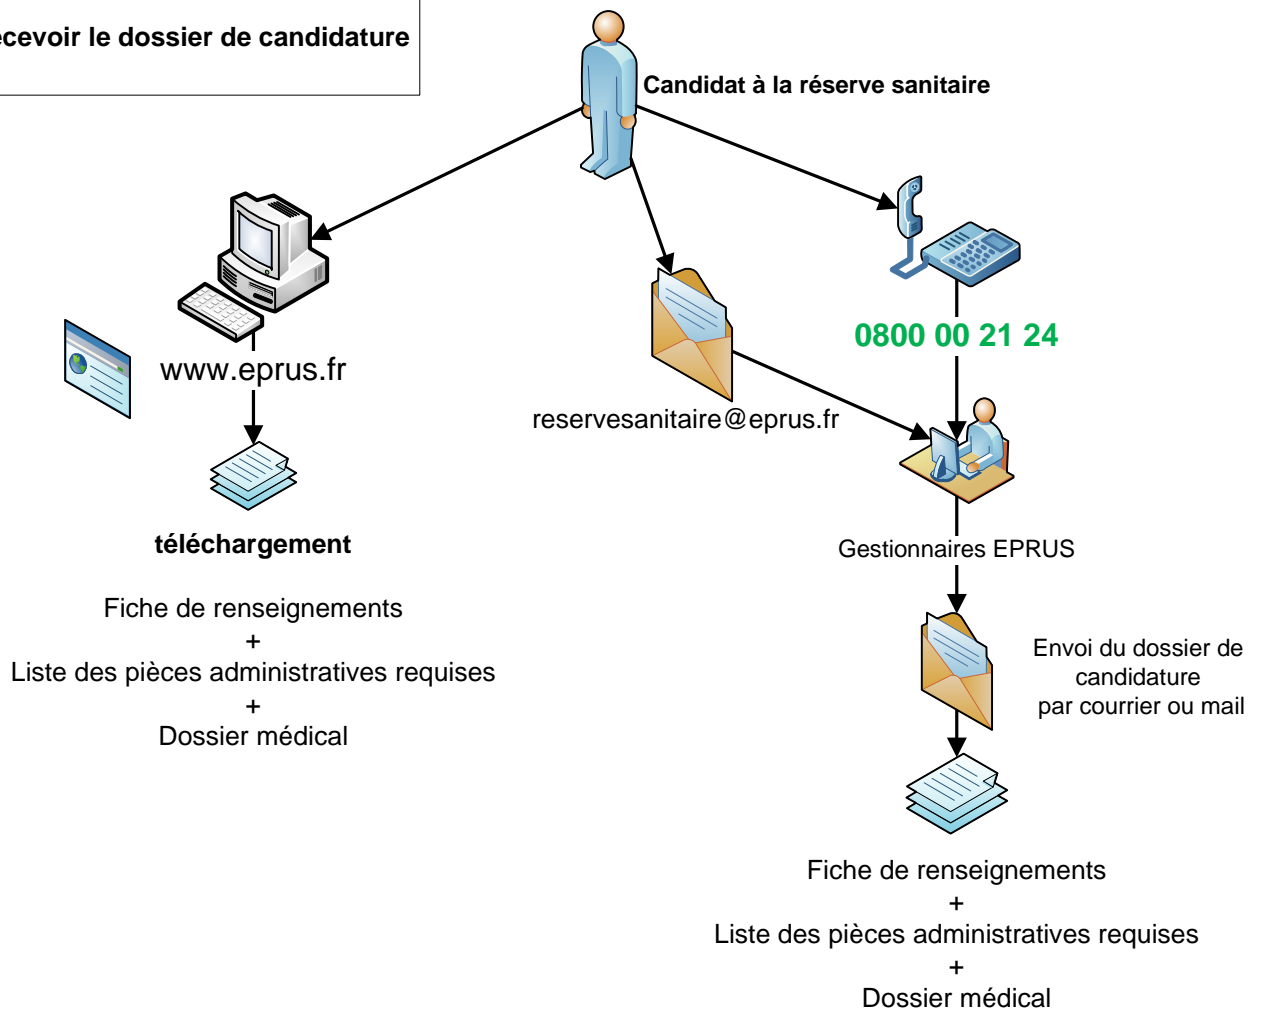 ecevoir le dossier de candidature
Candidat à la réserve sanitaire
www.eprus.fr
0800 00 21 24
reservesanitaire@eprus.fr
téléchargement
Gestionnaires EPRUS
Fiche de renseignements
+
Liste des pièces administratives requises
+
Dossier médical
Envoi du dossier de
candidature
par courrier ou mail
Fiche de renseignements
+
Liste des pièces administratives requises
+
Dossier médical